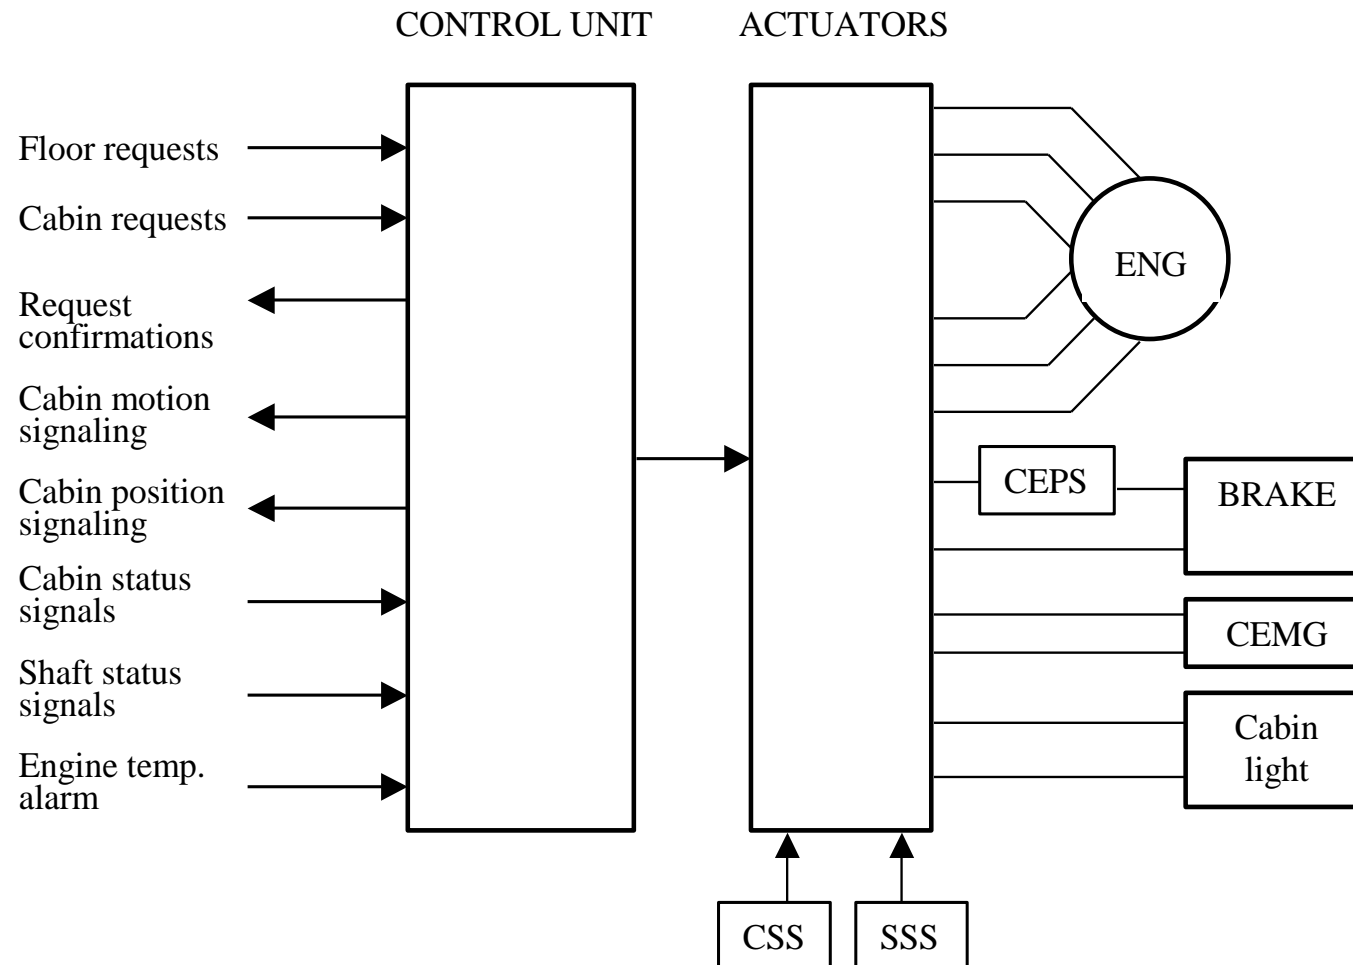 CONTROL UNIT
ACTUATORS
Floor requests
Cabin requests
Request
confirmations
Cabin motion
signaling
Cabin position
signaling
Cabin status
signals
Shaft status
signals
Engine temp.
alarm
ENG
CEPS
BRAKE
CEMG
Cabin
light
CSS
SSS